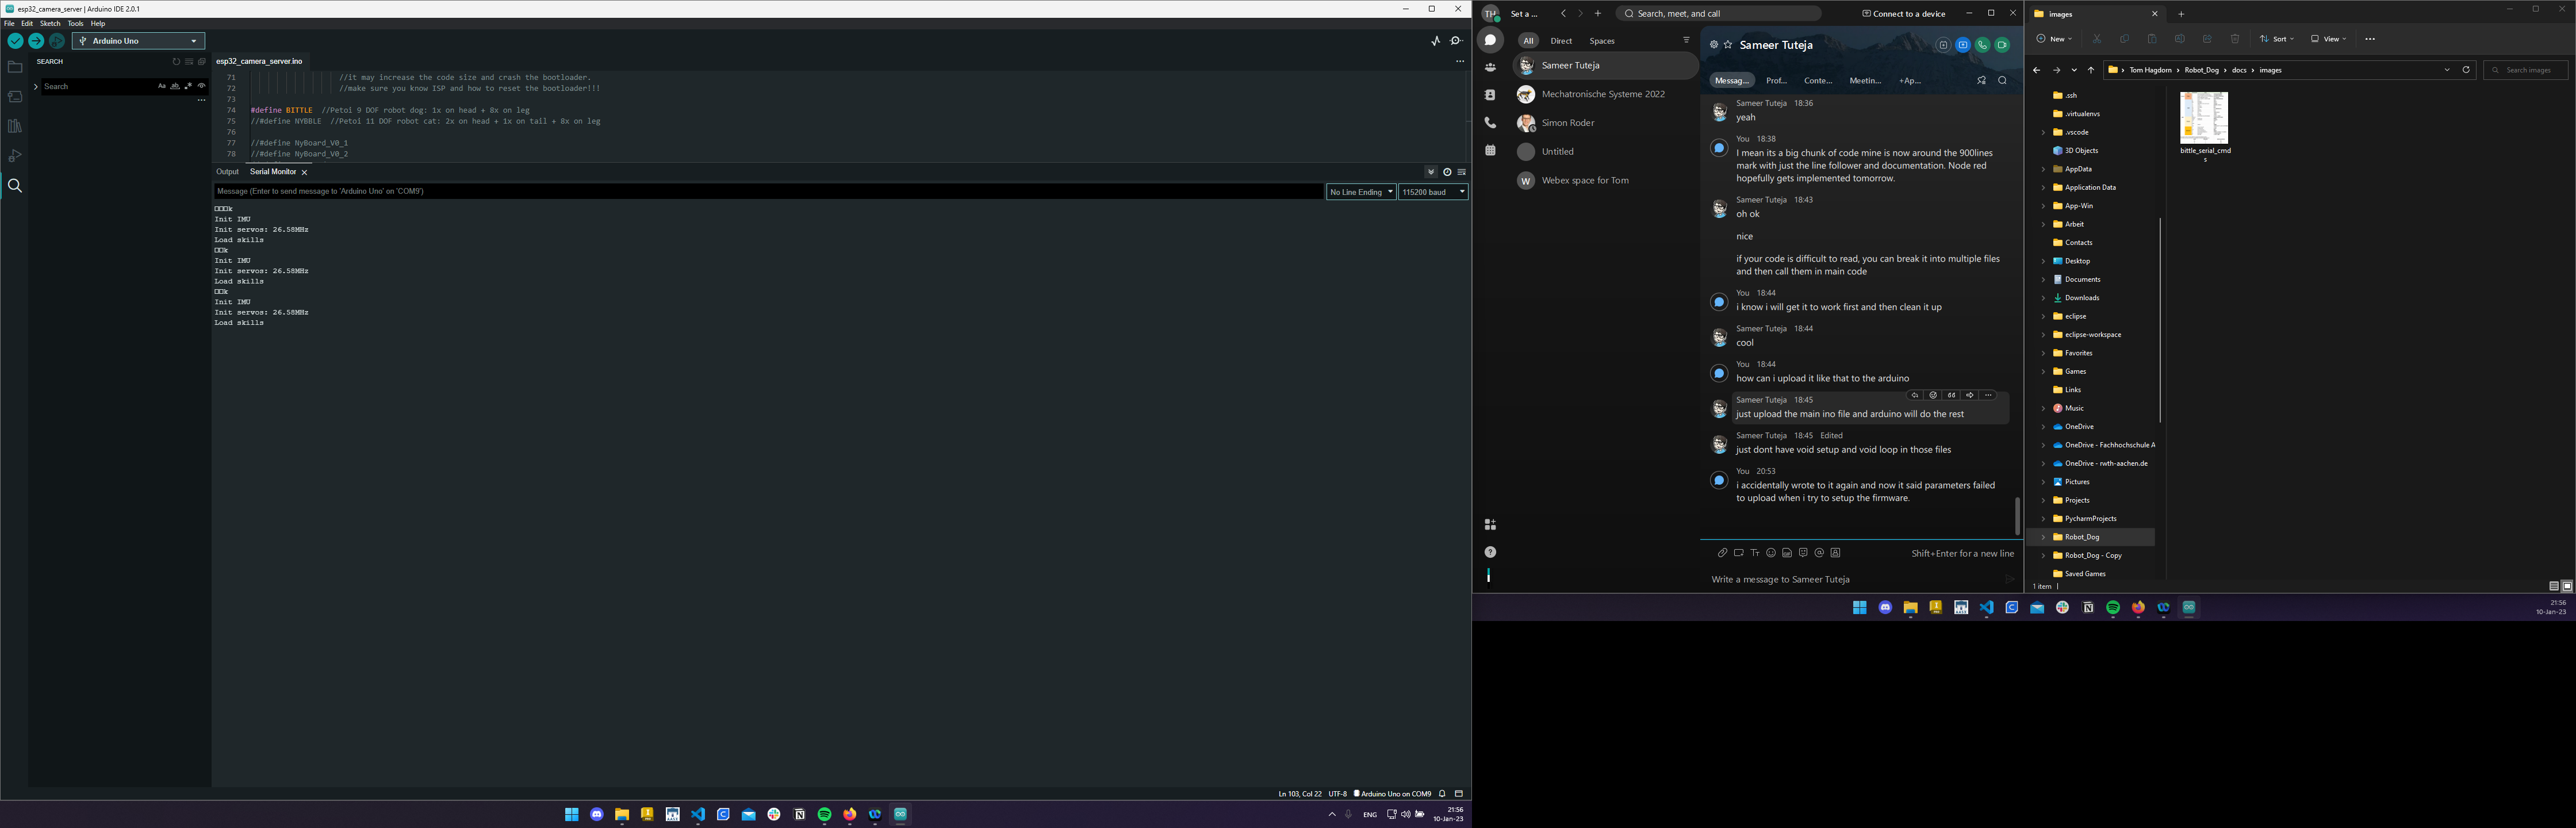 esp32_camera_server | Arduino IDE 2.0.1
File Edit Sketch Tools Help
Arduino Uno
SEARCH
Search
Aa
esp32_camera_server.ino
71 //it may increase the code size and crash the bootloader.
72 //make sure you know ISP and how to reset the bootloader!!!
73
74 #define BITTLE //Petoi 9 DOF robot dog: 1x on head + 8x on leg
75 //#define NYBBLE //Petoi 11 DOF robot cat: 2x on head + 1x on tail + 8x on leg
76
77 //#define NyBoard_V0_1
78 //#define NyBoard_V0_2
Output Serial Monitor
Message (Enter to send message to 'Arduino Uno' on 'COM9')
No Line Ending
115200 baud
□□□k
Init IMU
Init servos: 26.58MHz
Load skills
□□k
Init IMU
Init servos: 26.58MHz
Load skills
□□k
Init IMU
Init servos: 26.58MHz
Load skills
Ln 103, Col 22 UTF-8 Arduino Uno on COM9
ENG
21:56
10-Jan-23
TH
Set a ...
Search, meet, and call
Connect to a device
All Direct Spaces
Sameer Tuteja
Mechatronische Systeme 2022
Simon Roder
Untitled
W
Webex space for Tom
Sameer Tuteja
Messag... Prof... Conte... Meetin... +Ap...
Sameer Tuteja 18:36
yeah
You 18:38
I mean its a big chunk of code mine is now around the 900lines
mark with just the line follower and documentation. Node red
hopefully gets implemented tomorrow.
Sameer Tuteja 18:43
oh ok
nice
if your code is difficult to read, you can break it into multiple files
and then call them in main code
You 18:44
i know i will get it to work first and then clean it up
Sameer Tuteja 18:44
cool
You 18:44
how can i upload it like that to the arduino
Sameer Tuteja 18:45
just upload the main ino file and arduino will do the rest
Sameer Tuteja 18:45 Edited
just dont have void setup and void loop in those files
You 20:53
i accidentally wrote to it again and now it said parameters failed
to upload when i try to setup the firmware.
Shift+Enter for a new line
Write a message to Sameer Tuteja
images
New
Sort
View
Tom Hagdorn > Robot_Dog > docs > images
Search images
.ssh
.virtualenvs
.vscode
3D Objects
AppData
Application Data
App-Win
Arbeit
Contacts
Desktop
Documents
Downloads
eclipse
eclipse-workspace
Favorites
Games
Links
Music
OneDrive
OneDrive - Fachhochschule A
OneDrive - rwth-aachen.de
Pictures
Projects
PycharmProjects
Robot_Dog
Robot_Dog - Copy
Saved Games
bittle_serial_cmd
s
1 item
21:56
10-Jan-23